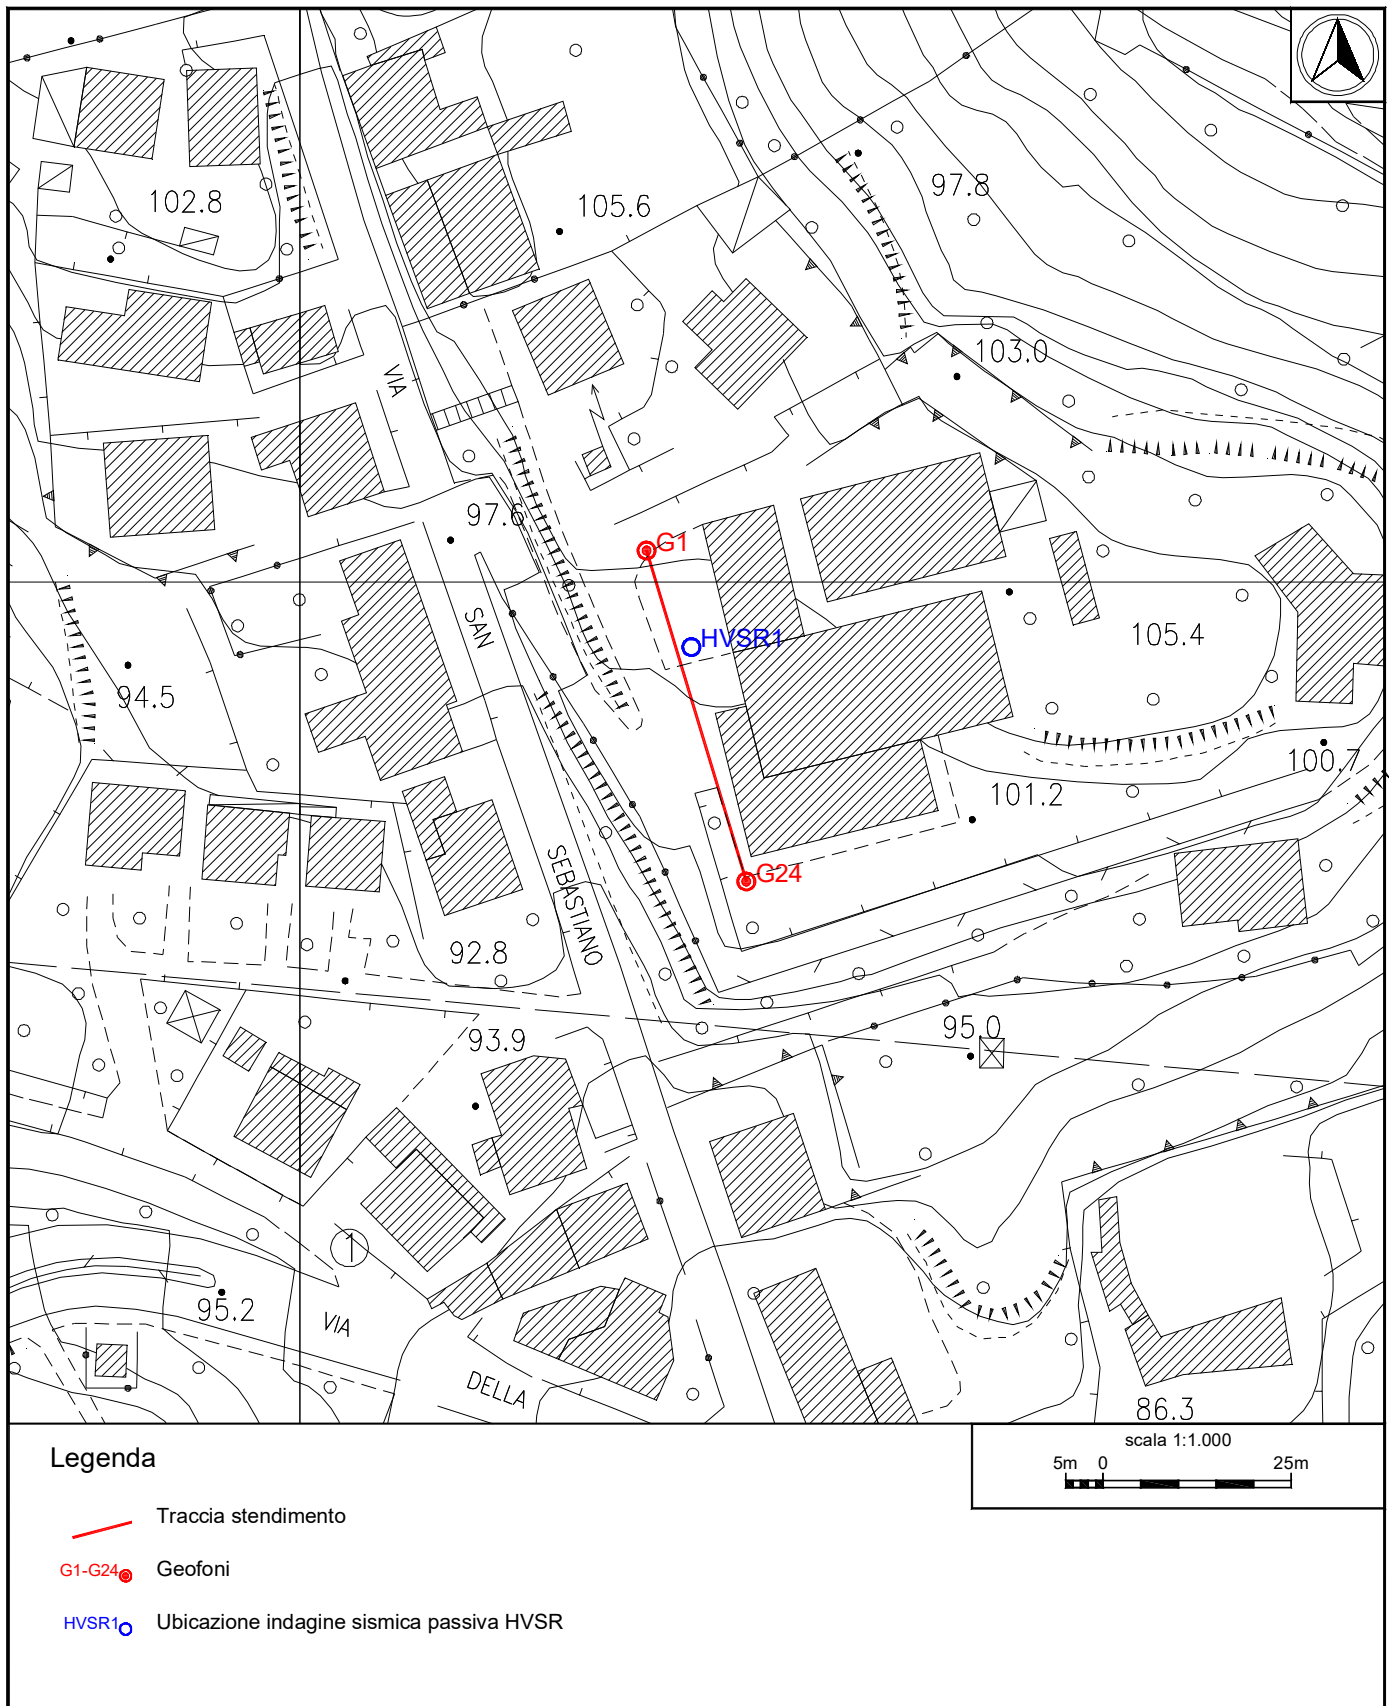 102.8
105.6
97.8
103.0
VIA
97.6
G1
SAN
HVSR1
105.4
94.5
100.7
101.2
SEBASTIANO
G24
92.8
93.9
95.0
1
95.2
VIA
DELLA
86.3
Legenda
scala 1:1.000
5m 0 25m
Traccia stendimento
G1-G24 Geofoni
HVSR1 Ubicazione indagine sismica passiva HVSR